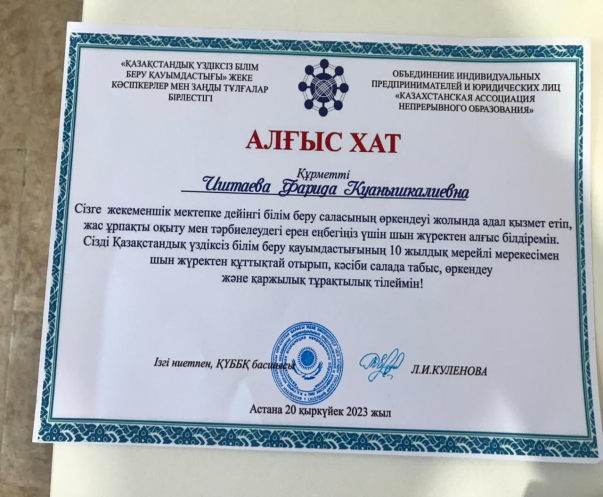 «ҚАЗАҚСТАНДЫҚ ҮЗДІКСІЗ БІЛІМ
БЕРУ ҚАУЫМДАСТЫҒЫ» ЖЕКЕ
КӘСІПКЕРЛЕР МЕН ЗАҢДЫ ТҰЛҒАЛАР
БІРЛЕСТІГІ
ОБЪЕДИНЕНИЕ ИНДИВИДУАЛЬНЫХ
ПРЕДПРИНИМАТЕЛЕЙ И ЮРИДИЧЕСКИХ ЛИЦ
«КАЗАХСТАНСКАЯ АССОЦИАЦИЯ
НЕПРЕРЫВНОГО ОБРАЗОВАНИЯ»
АЛҒЫС ХАТ
Құрметті
Иштаева Фарида Куанышкалиевна
Сізге жекеменшік мектепке дейінгі білім беру саласының өркендеуі жолында адал қызмет етіп,
жас ұрпақты оқыту мен тәрбиелеудегі ерен еңбегіңіз үшін шын жүректен алғыс білдіремін.
Сізді Қазақстандық үздіксіз білім беру қауымдастығының 10 жылдық мерейлі мерекесімен
шын жүректен құттықтай отырып, кәсіби салада табыс, өркендеу
және қаржылық тұрақтылық тілеймін!
Ізгі ниетпен, ҚҮББҚ басшысы
Л.И.КУЛЕНОВА
Астана 20 қыркүйек 2023 жыл